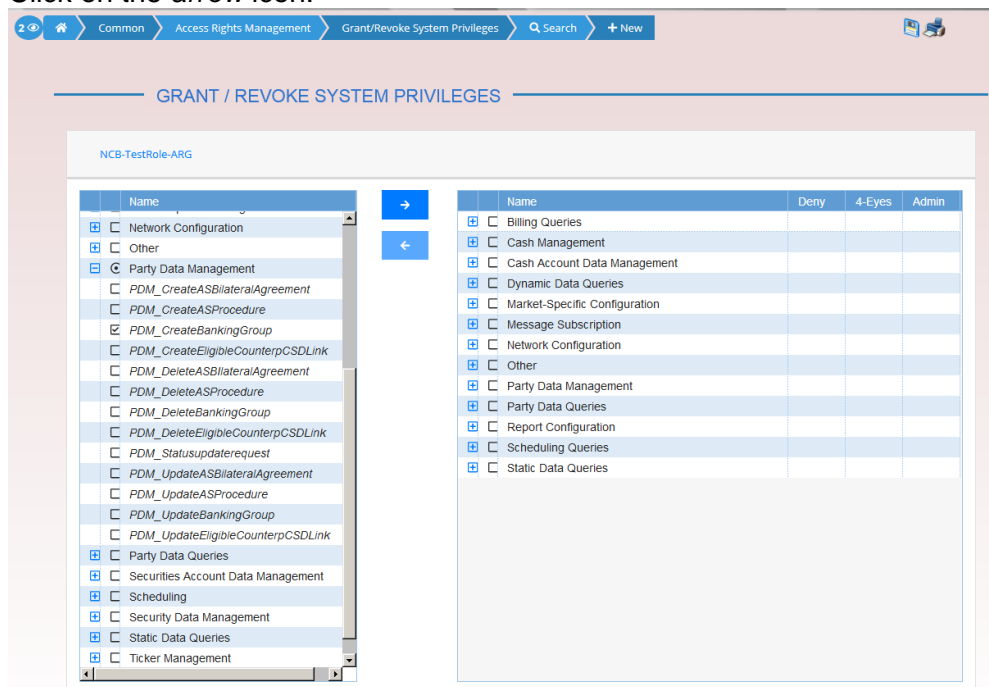 Click on the arrow icon.
2 Common Access Rights Management Grant/Revoke System Privileges Search + New
GRANT / REVOKE SYSTEM PRIVILEGES
NCB-TestRole-ARG
Name
Network Configuration
Other
Party Data Management
PDM_CreateASBilateralAgreement
PDM_CreateASProcedure
PDM_CreateBankingGroup
PDM_CreateEligibleCounterpCSDLink
PDM_DeleteASBIlateralAgreement
PDM_DeleteASProcedure
PDM_DeleteBankingGroup
PDM_DeleteEligibleCounterpCSDLink
PDM_Statusupdaterequest
PDM_UpdateASBilateralAgreement
PDM_UpdateASProcedure
PDM_UpdateBankingGroup
PDM_UpdateEligibleCounterpCSDLink
Party Data Queries
Securities Account Data Management
Scheduling
Security Data Management
Static Data Queries
Ticker Management
Name Deny 4-Eyes Admin
Billing Queries
Cash Management
Cash Account Data Management
Dynamic Data Queries
Market-Specific Configuration
Message Subscription
Network Configuration
Other
Party Data Management
Party Data Queries
Report Configuration
Scheduling Queries
Static Data Queries